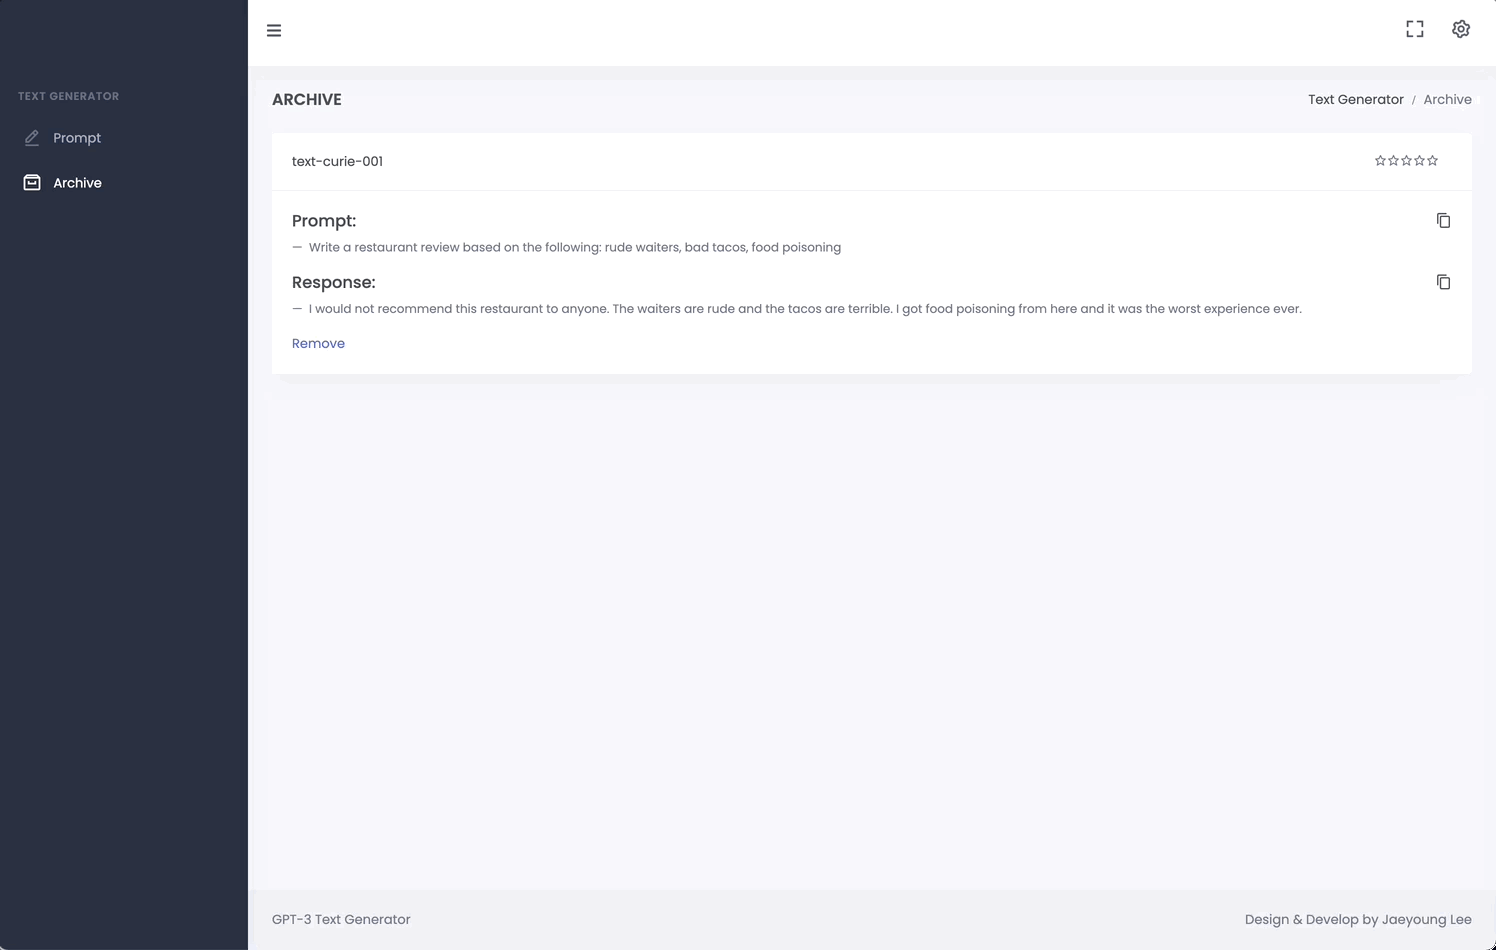 TEXT GENERATOR
Prompt
Archive
ARCHIVE
Text Generator / Archive
text-curie-001
Prompt:
— Write a restaurant review based on the following: rude waiters, bad tacos, food poisoning
Response:
— I would not recommend this restaurant to anyone. The waiters are rude and the tacos are terrible. I got food poisoning from here and it was the worst experience ever.
Remove
GPT-3 Text Generator
Design & Develop by Jaeyoung Lee